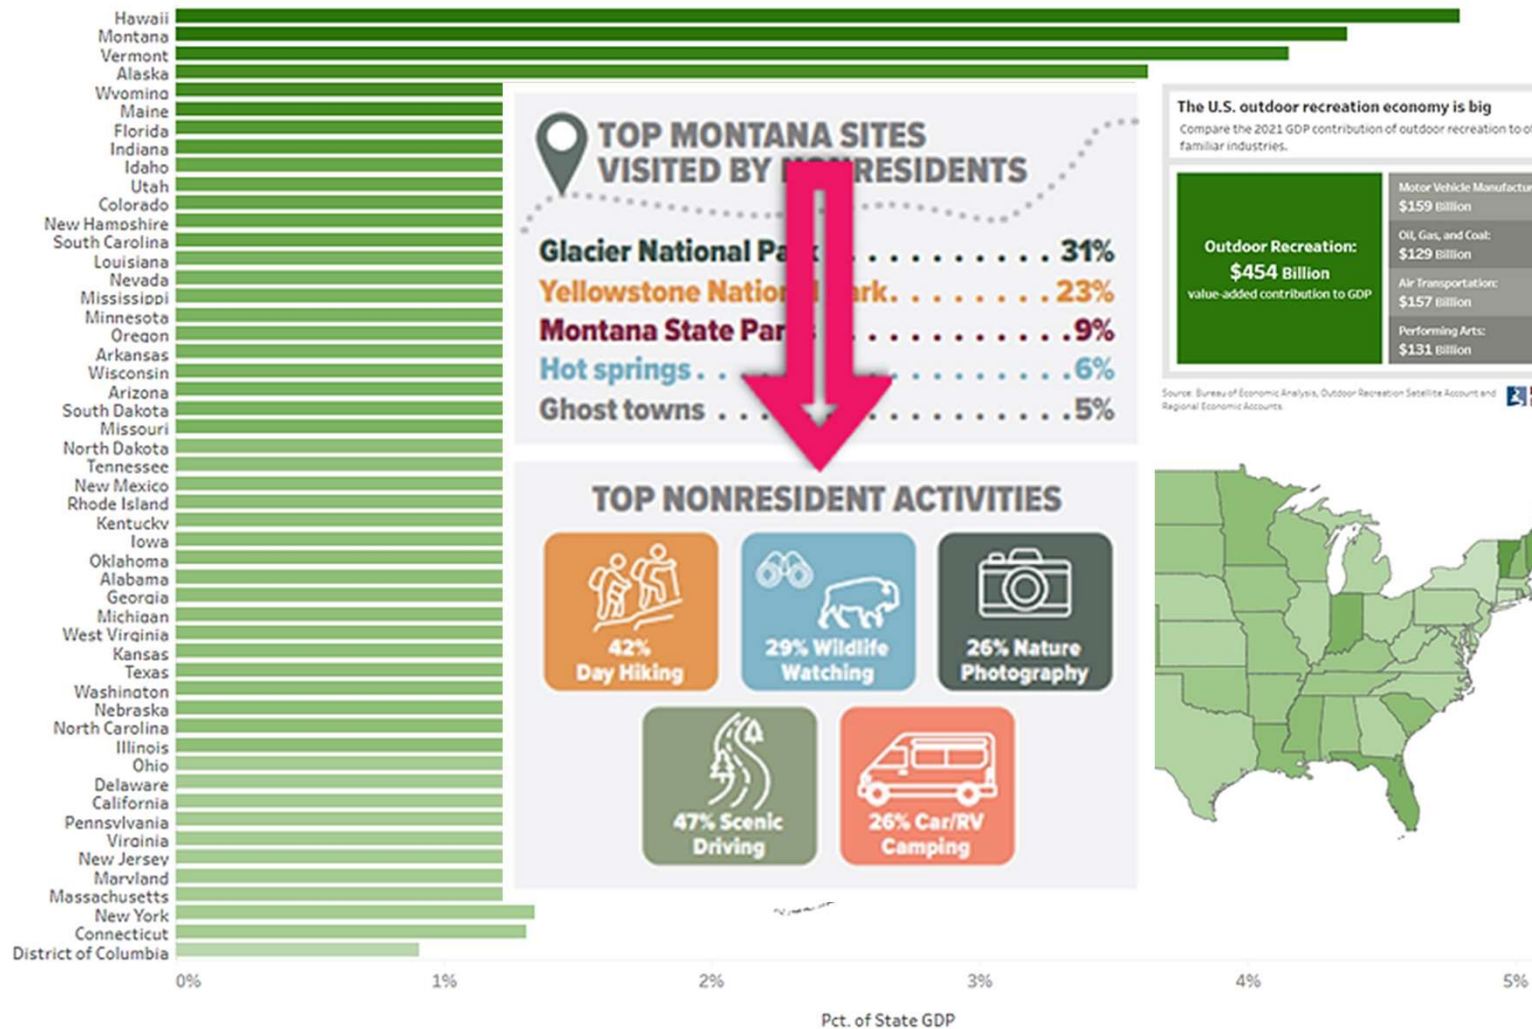 Hawaii
Montana
Vermont
Alaska
Wyoming
Maine
Florida
Indiana
Idaho
Utah
Colorado
New Hampshire
South Carolina
Louisiana
Nevada
Mississippi
Minnesota
Oregon
Arkansas
Wisconsin
Arizona
South Dakota
Missouri
North Dakota
Tennessee
New Mexico
Rhode Island
Kentucky
Iowa
Oklahoma
Alabama
Georgia
Michigan
West Virginia
Kansas
Texas
Washington
Nebraska
North Carolina
Illinois
Ohio
Delaware
California
Pennsylvania
Virginia
New Jersey
Maryland
Massachusetts
New York
Connecticut
District of Columbia
0% 1% 2% 3% 4% 5%
Pct. of State GDP
TOP MONTANA SITES
VISITED BY
Glacier National . . . . . . . . . . 31%
Yellowstone . . . . . . . 23%
Montana State . . . . . . . . . 9%
Hot springs . . . . . . . . . . 6%
Ghost towns . . . . . . . . . . 5%
TOP NONRESIDENT ACTIVITIES
42%
Day Hiking
29% Wildlife
Watching
26% Nature
Photography
47% Scenic
Driving
26% Car/RV
Camping
The U.S. outdoor recreation economy is big
Compare the 2021 GDP contribution of outdoor recreation to
familiar industries.
Outdoor Recreation:
$454 Billion
value-added contribution to GDP
Motor Vehicle
$159 Billion
Oil, Gas, and Coal:
$129 Billion
Air Transportation:
$157 Billion
Performing Arts:
$131 Billion
Source: Bureau of Economic Analysis, Outdoor Recreation Satellite Account and
Regional Economic Accounts.